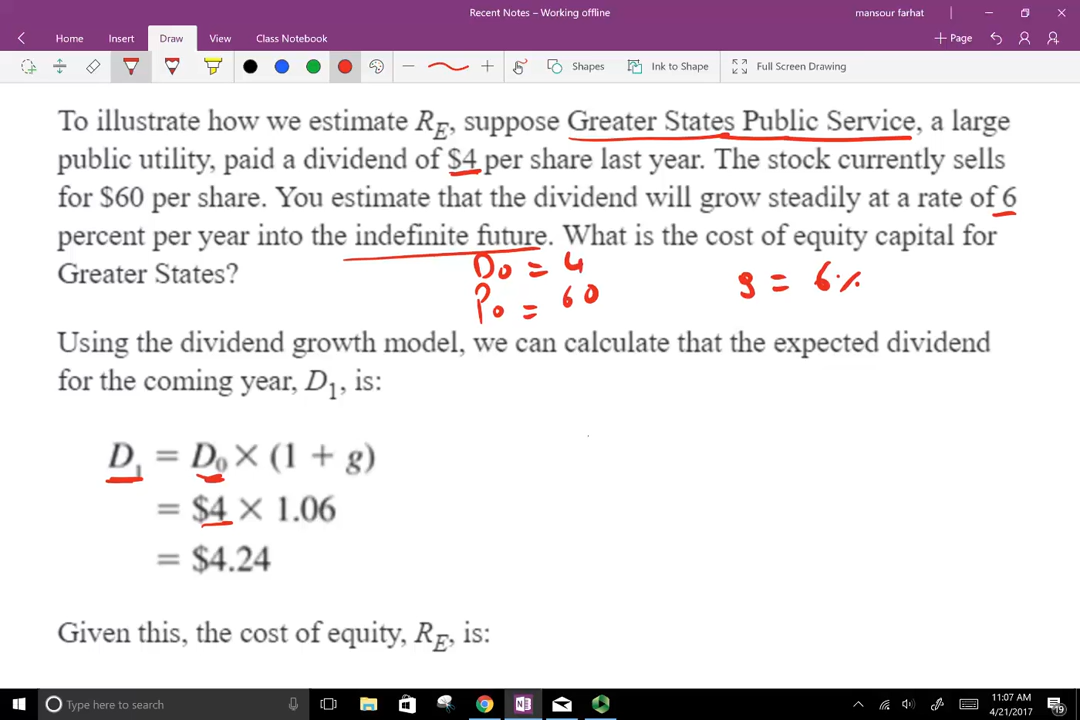 Recent Notes – Working offline
mansour farhat
Home Insert Draw View Class Notebook
Page
Shapes Ink to Shape Full Screen Drawing
To illustrate how we estimate RE, suppose Greater States Public Service, a large
public utility, paid a dividend of $4 per share last year. The stock currently sells
for $60 per share. You estimate that the dividend will grow steadily at a rate of 6
percent per year into the indefinite future. What is the cost of equity capital for
Greater States?
D0 = 4
g = 6%
P0 = 60
Using the dividend growth model, we can calculate that the expected dividend
for the coming year, D1, is:
D1 = D0 × (1 + g)
= $4 × 1.06
= $4.24
Given this, the cost of equity, RE, is:
Type here to search
11:07 AM
4/21/2017
19